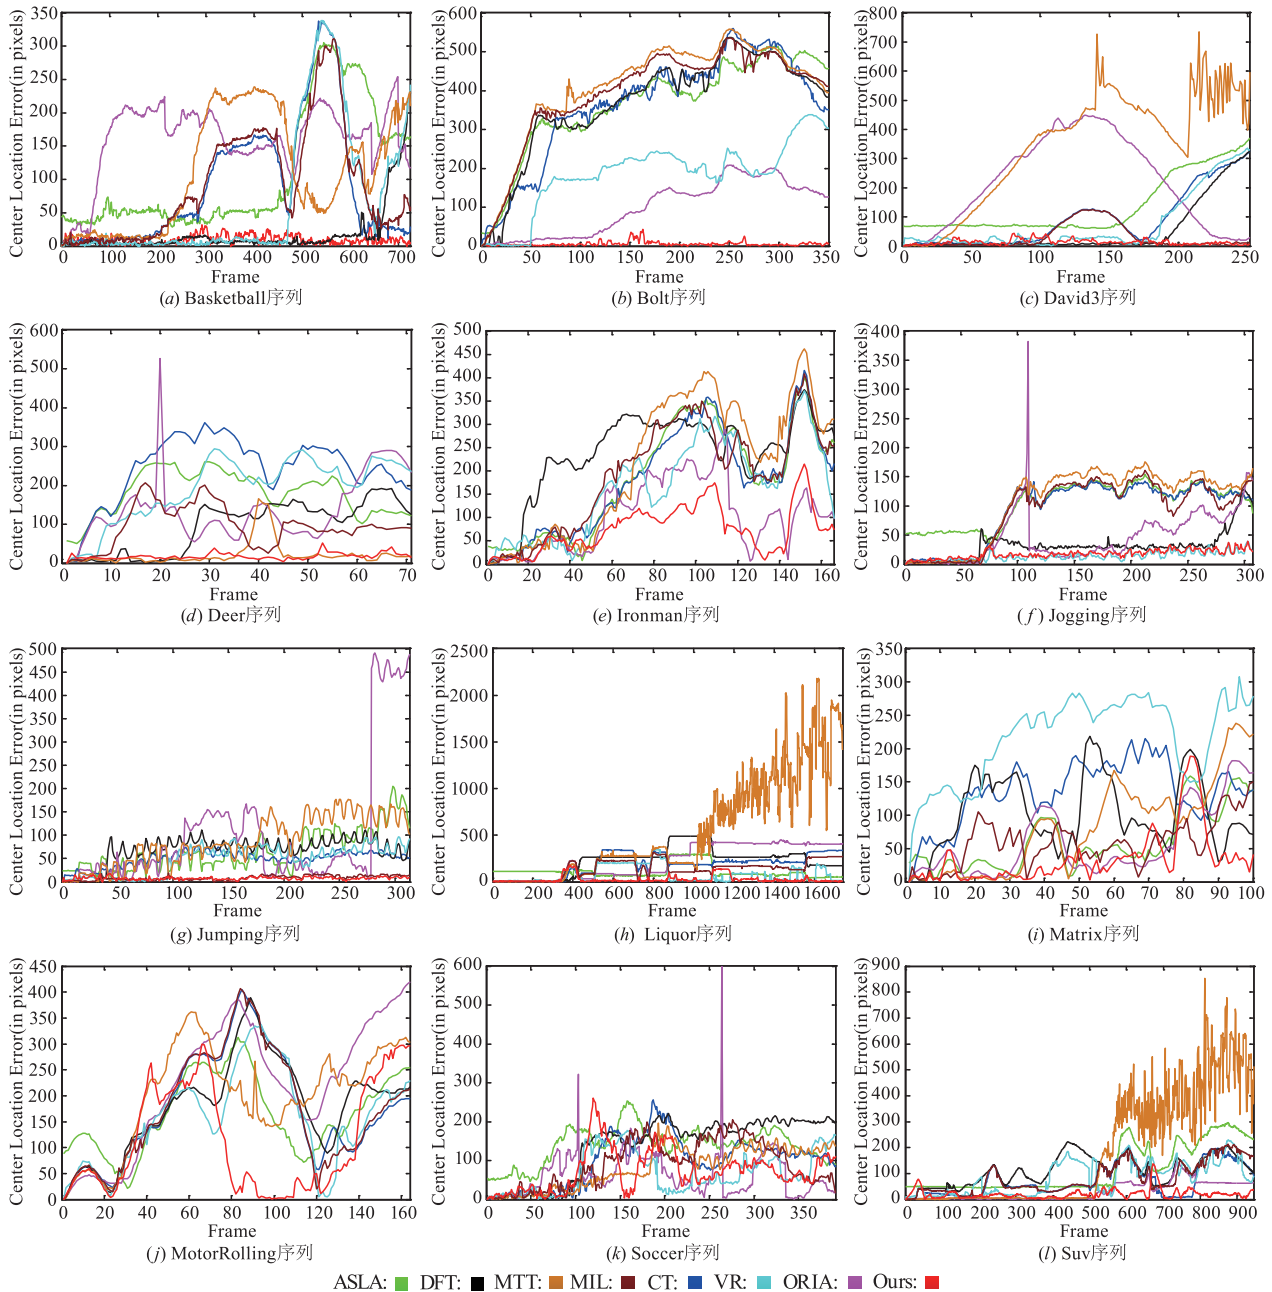 Center Location Error(in pixels)
350
300
250
200
150
100
50
0
0 100 200 300 400 500 600 700
Frame
(a) Basketball序列
Center Location Error(in pixels)
600
500
400
300
200
100
0
0 50 100 150 200 250 300 350
Frame
(b) Bolt序列
Center Location Error(in pixels)
800
700
600
500
400
300
200
100
0
0 50 100 150 200 250
Frame
(c) David3序列
Center Location Error(in pixels)
600
500
400
300
200
100
0
0 10 20 30 40 50 60 70
Frame
(d) Deer序列
Center Location Error(in pixels)
500
450
400
350
300
250
200
150
100
50
0
0 20 40 60 80 100 120 140 160
Frame
(e) Ironman序列
Center Location Error(in pixels)
400
350
300
250
200
150
100
50
0
0 50 100 150 200 250 300
Frame
(f) Jogging序列
Center Location Error(in pixels)
500
450
400
350
300
250
200
150
100
50
0
0 50 100 150 200 250 300
Frame
(g) Jumping序列
Center Location Error(in pixels)
2500
2000
1500
1000
500
0
0 200 400 600 800 1000 1200 1400 1600
Frame
(h) Liquor序列
Center Location Error(in pixels)
350
300
250
200
150
100
50
0
0 10 20 30 40 50 60 70 80 90 100
Frame
(i) Matrix序列
Center Location Error(in pixels)
450
400
350
300
250
200
150
100
50
0
0 20 40 60 80 100 120 140 160
Frame
(j) MotorRolling序列
Center Location Error(in pixels)
600
500
400
300
200
100
0
0 50 100 150 200 250 300 350
Frame
(k) Soccer序列
Center Location Error(in pixels)
900
800
700
600
500
400
300
200
100
0
0 100 200 300 400 500 600 700 800 900
Frame
(l) Suv序列
ASLA: DFT: MTT: MIL: CT: VR: ORIA: Ours: